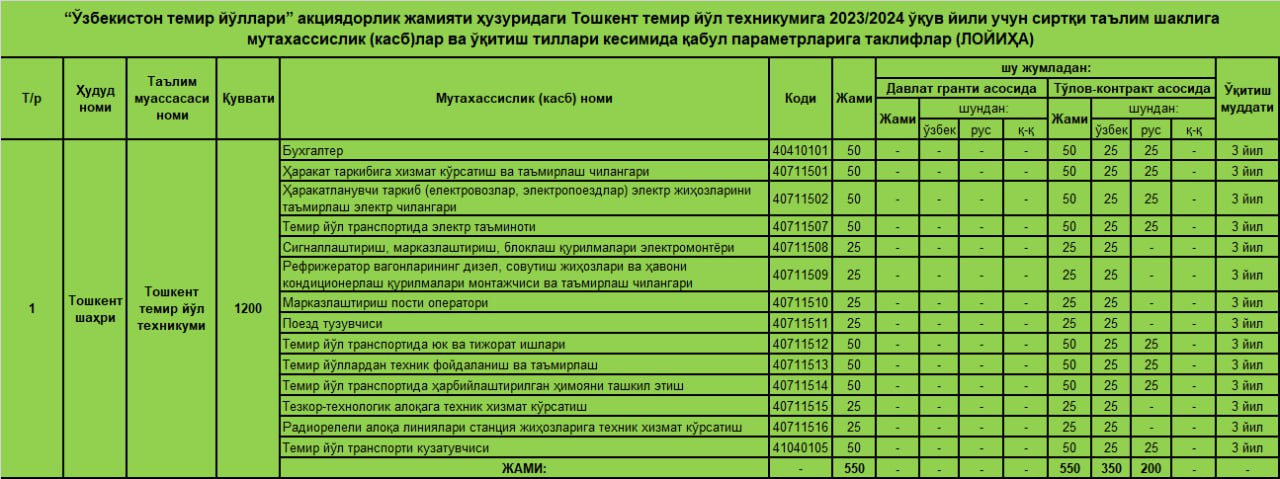 “Ўзбекистон темир йўллари” акциядорлик жамияти ҳузуридаги Тошкент темир йўл техникумига 2023/2024 ўқув йили учун сиртқи таълим шаклига
мутахассислик (касб)лар ва ўқитиш тиллари кесимида қабул параметрларига таклифлар (ЛОЙИҲА)
Т/р Ҳудуд номи Таълим муассасаси номи Қуввати Мутахассислик (касб) номи Коди Жами шу жумладан: Ўқитиш муддати
Давлат гранти асосида Тўлов-контракт асосида
Жами шундан: Жами шундан:
ўзбек рус қ-қ ўзбек рус қ-қ
1 Тошкент шаҳри Тошкент темир йўл техникуми 1200
Бухгалтер 40410101 50 - - - - 50 25 25 - 3 йил
Ҳаракат таркибига хизмат кўрсатиш ва таъмирлаш чилангари 40711501 50 - - - - 50 25 25 - 3 йил
Ҳаракатланувчи таркиб (електровозлар, электропоездлар) электр жиҳозларини
таъмирлаш электр чилангари 40711502 50 - - - - 50 25 25 - 3 йил
Темир йўл транспортида электр таъминоти 40711507 50 - - - - 50 25 25 - 3 йил
Сигналлаштириш, марказлаштириш, блоклаш қурилмалари электромонтёри 40711508 25 - - - - 25 25 - - 3 йил
Рефрижератор вагонларининг дизел, совутиш жиҳозлари ва ҳавони
кондиционерлаш қурилмалари монтажчиси ва таъмирлаш чилангари 40711509 25 - - - - 25 25 - - 3 йил
Марказлаштириш пости оператори 40711510 25 - - - - 25 25 - - 3 йил
Поезд тузувчиси 40711511 25 - - - - 25 25 - - 3 йил
Темир йўл транспортида юк ва тижорат ишлари 40711512 50 - - - - 50 25 25 - 3 йил
Темир йўллардан техник фойдаланиш ва таъмирлаш 40711513 50 - - - - 50 25 25 - 3 йил
Темир йўл транспортида ҳарбийлаштирилган ҳимояни ташкил этиш 40711514 50 - - - - 50 25 25 - 3 йил
Тезкор-технологик алоқага техник хизмат кўрсатиш 40711515 25 - - - - 25 25 - - 3 йил
Радиорелели алоқа линиялари станция жиҳозларига техник хизмат кўрсатиш 40711516 25 - - - - 25 25 - - 3 йил
Темир йўл транспорти кузатувчиси 41040105 50 - - - - 50 25 25 - 3 йил
ЖАМИ: - 550 - - - - 550 350 200 - -